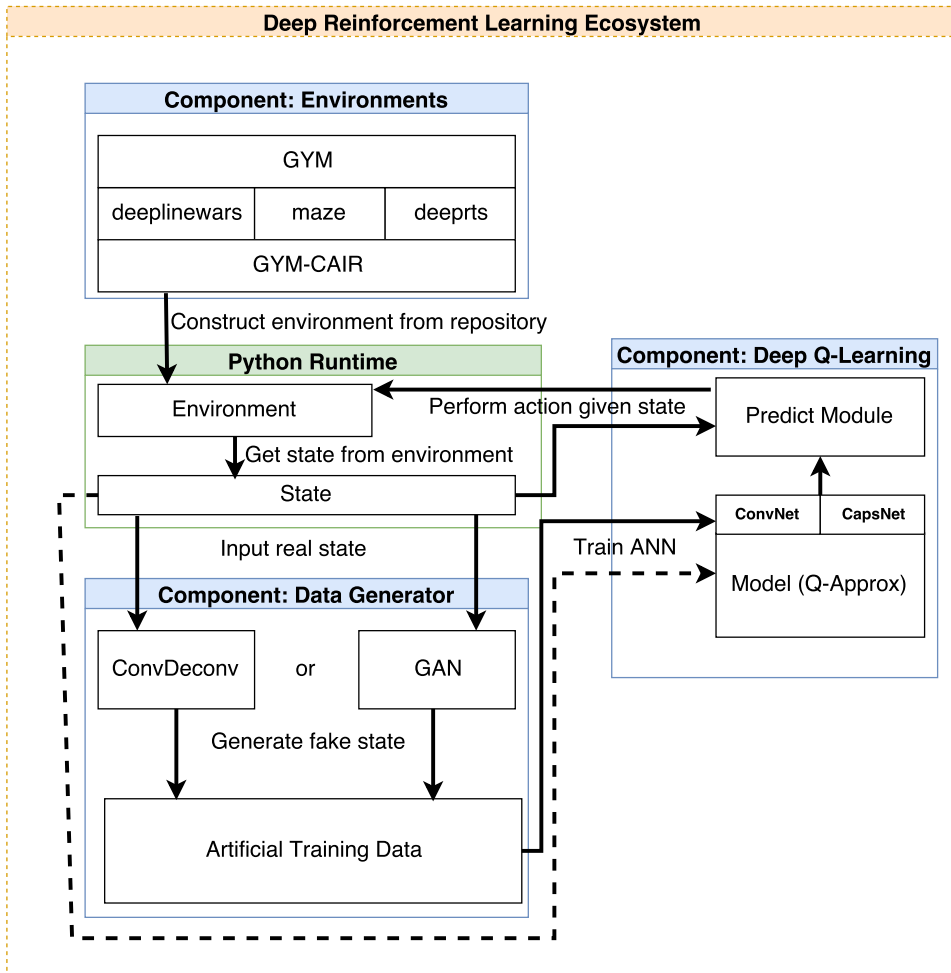 Deep Reinforcement Learning Ecosystem
Component: Environments
GYM
deeplinewars maze deeprts
GYM-CAIR
Construct environment from repository
Python Runtime
Environment
Get state from environment
State
Perform action given state
Component: Deep Q-Learning
Predict Module
ConvNet CapsNet
Model (Q-Approx)
Input real state
Train ANN
Component: Data Generator
ConvDeconv or GAN
Generate fake state
Artificial Training Data